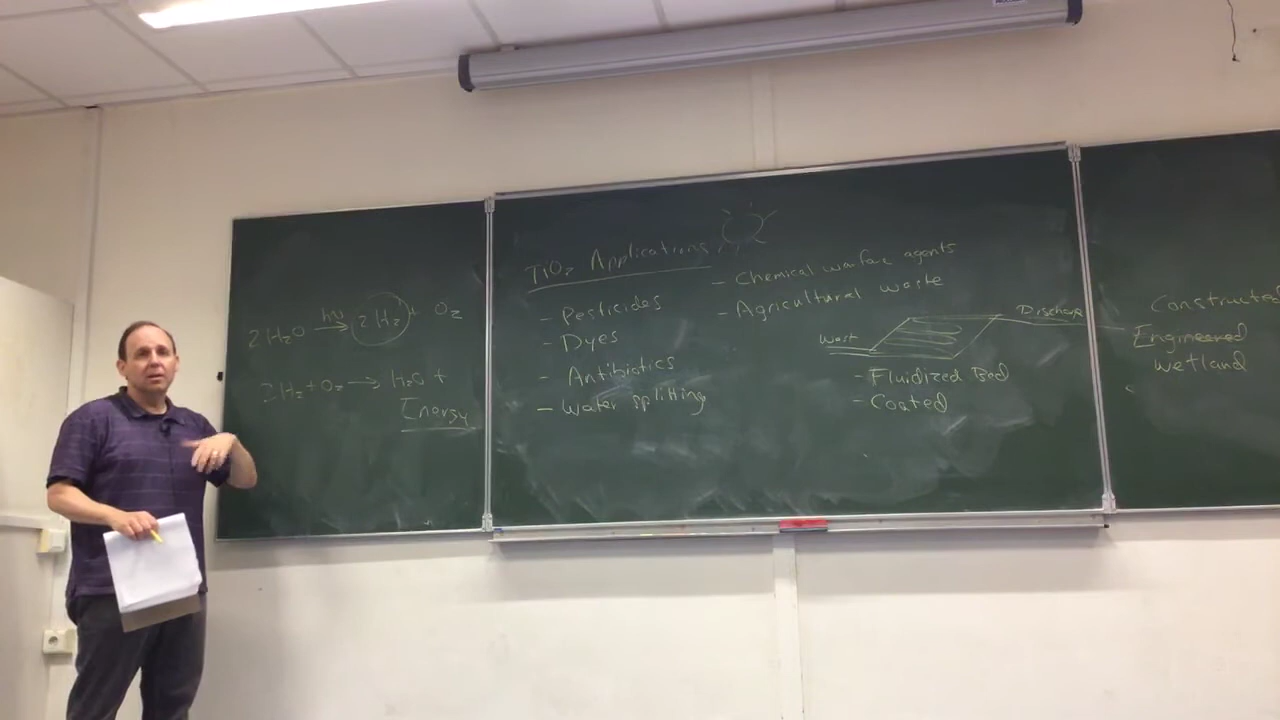 2H₂O —hν→ 2H₂ + O₂
2H₂+O₂ → H₂O +
Energy
TiO₂ Applications
- Pesticides
- Dyes
- Antibiotics
- Water splitting
- Chemical warfare agents
- Agricultural waste
Wast
Discharge
- Fluidized Bed
- Coated
Constructed
Engineered
wetland